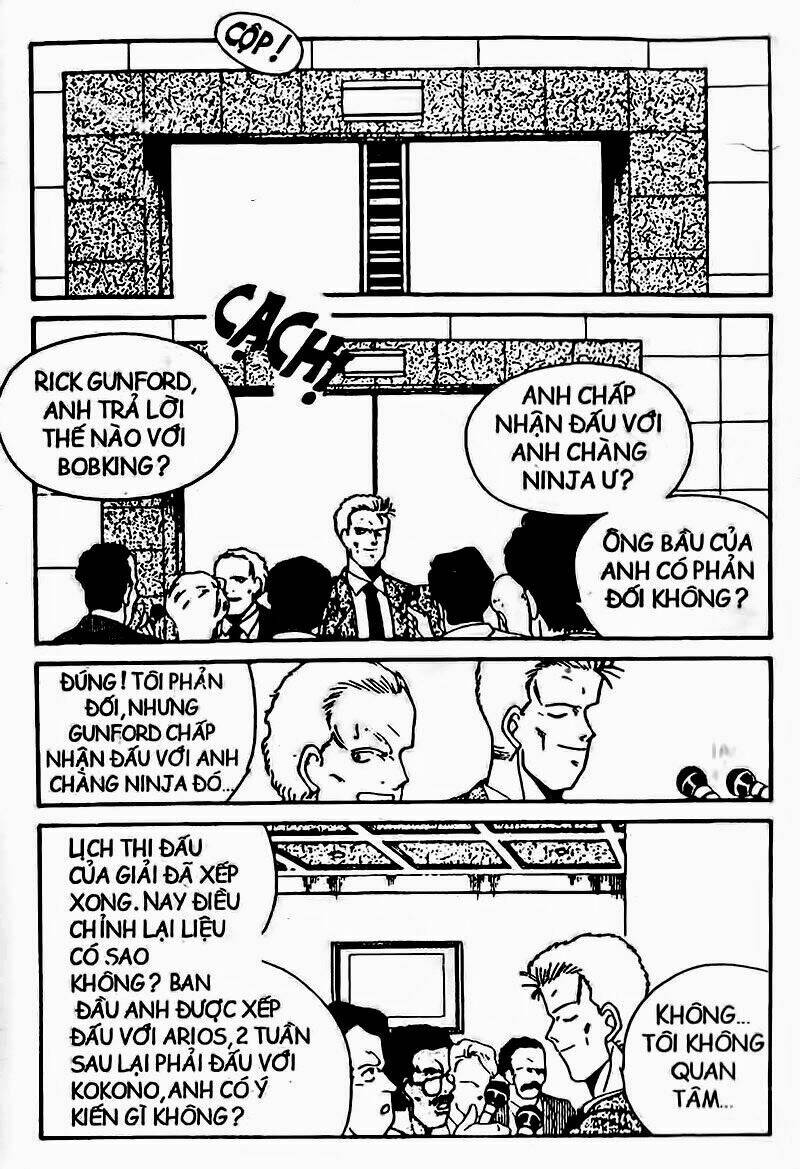 CỘP!
CẠCH!
RICK GUNFORD,
ANH TRẢ LỜI
THẾ NÀO VỚI
BOBKING?
ANH CHẤP
NHẬN ĐẤU VỚI
ANH CHÀNG
NINJA Ư?
ÔNG BẦU CỦA
ANH CÓ PHẢN
ĐỐI KHÔNG?
ĐÚNG! TÔI PHẢN
ĐỐI, NHƯNG
GUNFORD CHẤP
NHẬN ĐẤU VỚI ANH
CHÀNG NINJA ĐÓ...
LỊCH THI ĐẤU
CỦA GIẢI ĐÃ XẾP
XONG. NAY ĐIỀU
CHỈNH LẠI LIỆU
CÓ SAO
KHÔNG? BAN
ĐẦU ANH ĐƯỢC XẾP
ĐẤU VỚI ARIOS, 2 TUẦN
SAU LẠI PHẢI ĐẤU VỚI
KOKONO, ANH CÓ Ý
KIẾN GÌ KHÔNG?
KHÔNG...
TÔI KHÔNG
QUAN
TÂM...